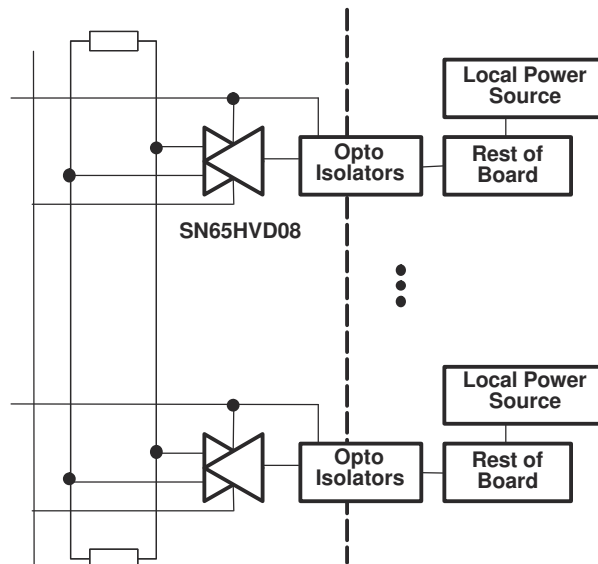 Local Power
Source
Opto
Isolators
Rest of
Board
SN65HVD08
Local Power
Source
Opto
Isolators
Rest of
Board